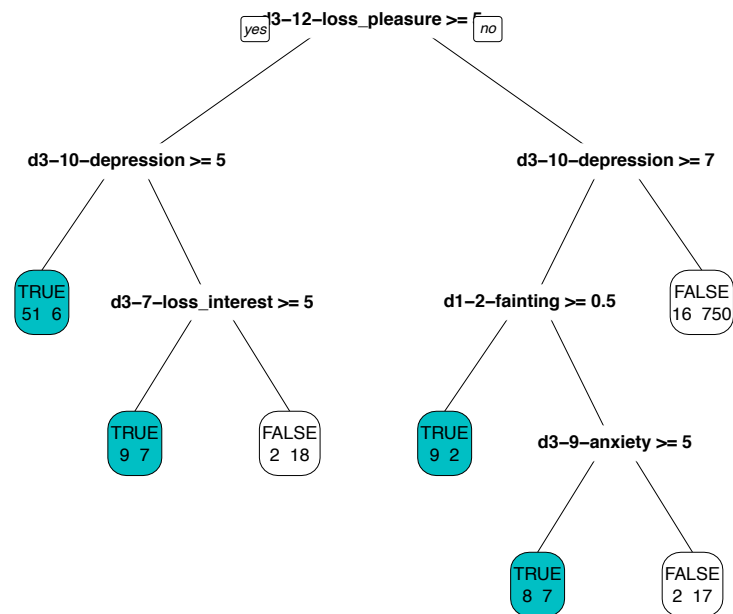 d3−12−loss_pleasure >=
yes
no
d3−10−depression >= 5
d3−10−depression >= 7
TRUE
51 6
d3−7−loss_interest >= 5
d1−2−fainting >= 0.5
FALSE
16 750
TRUE
9 7
FALSE
2 18
TRUE
9 2
d3−9−anxiety >= 5
TRUE
8 7
FALSE
2 17